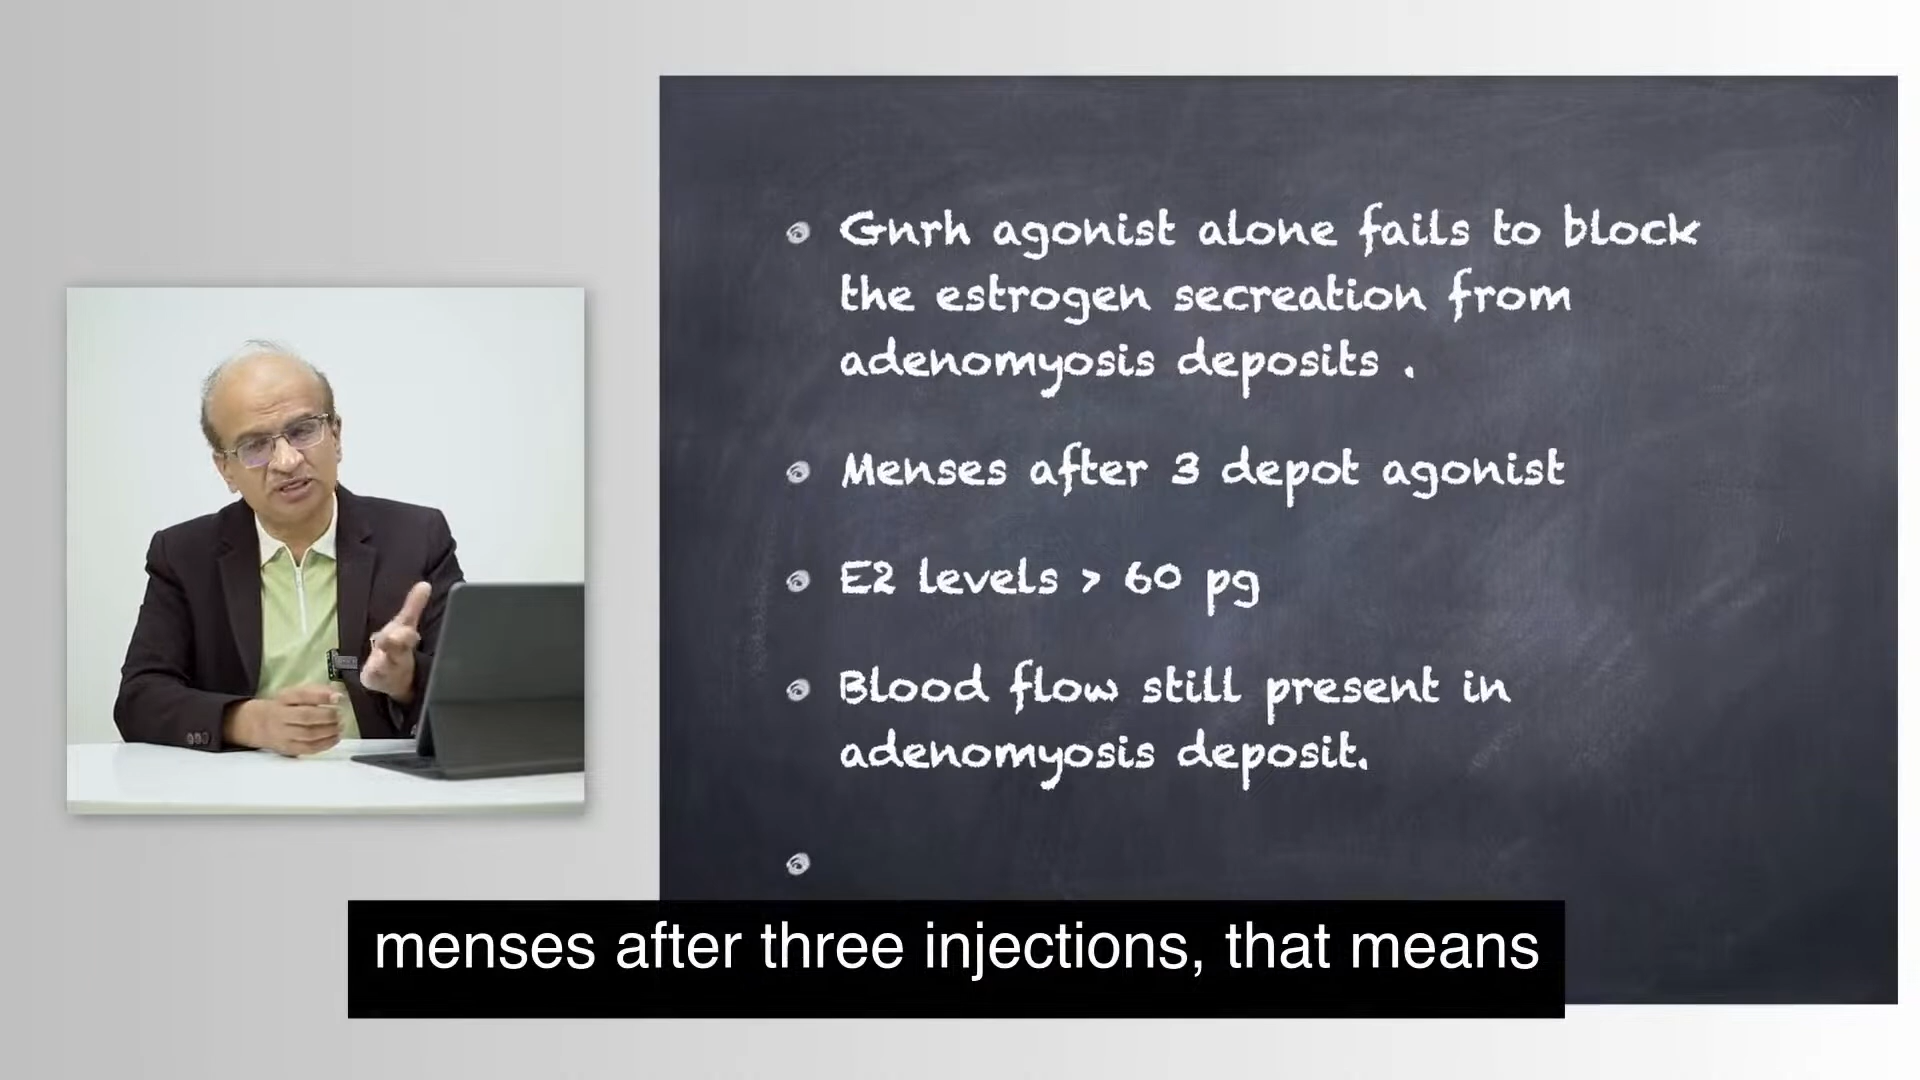 Gnrh agonist alone fails to block
the estrogen secreation from
adenomyosis deposits .
Menses after 3 depot agonist
E2 levels > 60 pg
Blood flow still present in
adenomyosis deposit.
menses after three injections, that means